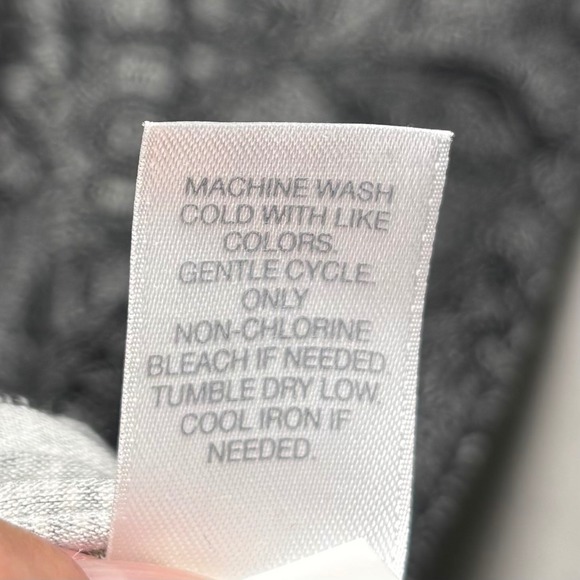 MACHINE WASH
COLD WITH LIKE
COLORS.
GENTLE CYCLE.
ONLY
NON-CHLORINE
BLEACH IF NEEDED.
TUMBLE DRY LOW.
COOL IRON IF
NEEDED.